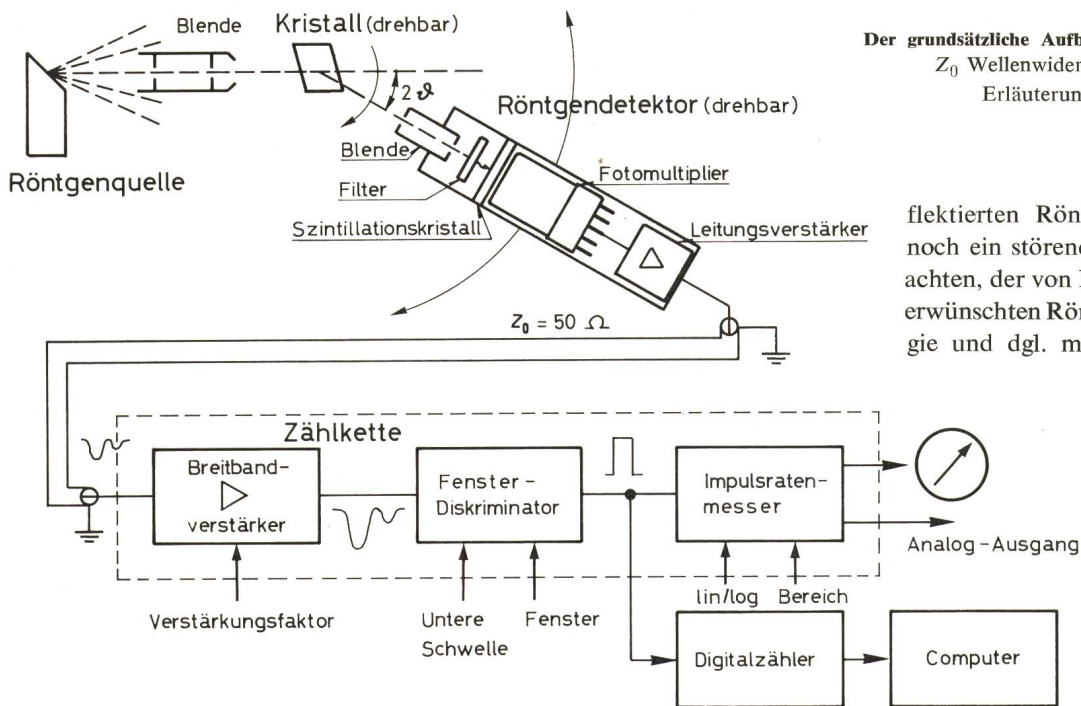 Blende
Kristall (drehbar)
2ϑ
Röntgendetektor (drehbar)
Röntgenquelle
Blende
Filter
Szintillationskristall
Fotomultiplier
Leitungsverstärker
Z₀ = 50 Ω
Der grundsätzliche Aufb
Z₀ Wellenwider
Erläuterun
flektierten Rön
noch ein störend
achten, der von
erwünschten Rön
gie und dgl. m
Zählkette
Breitband-
verstärker
Fenster-
Diskriminator
Impulsraten-
messer
Analog-Ausgang
Verstärkungsfaktor
Untere
Schwelle
Fenster
lin/log
Bereich
Digitalzähler
Computer